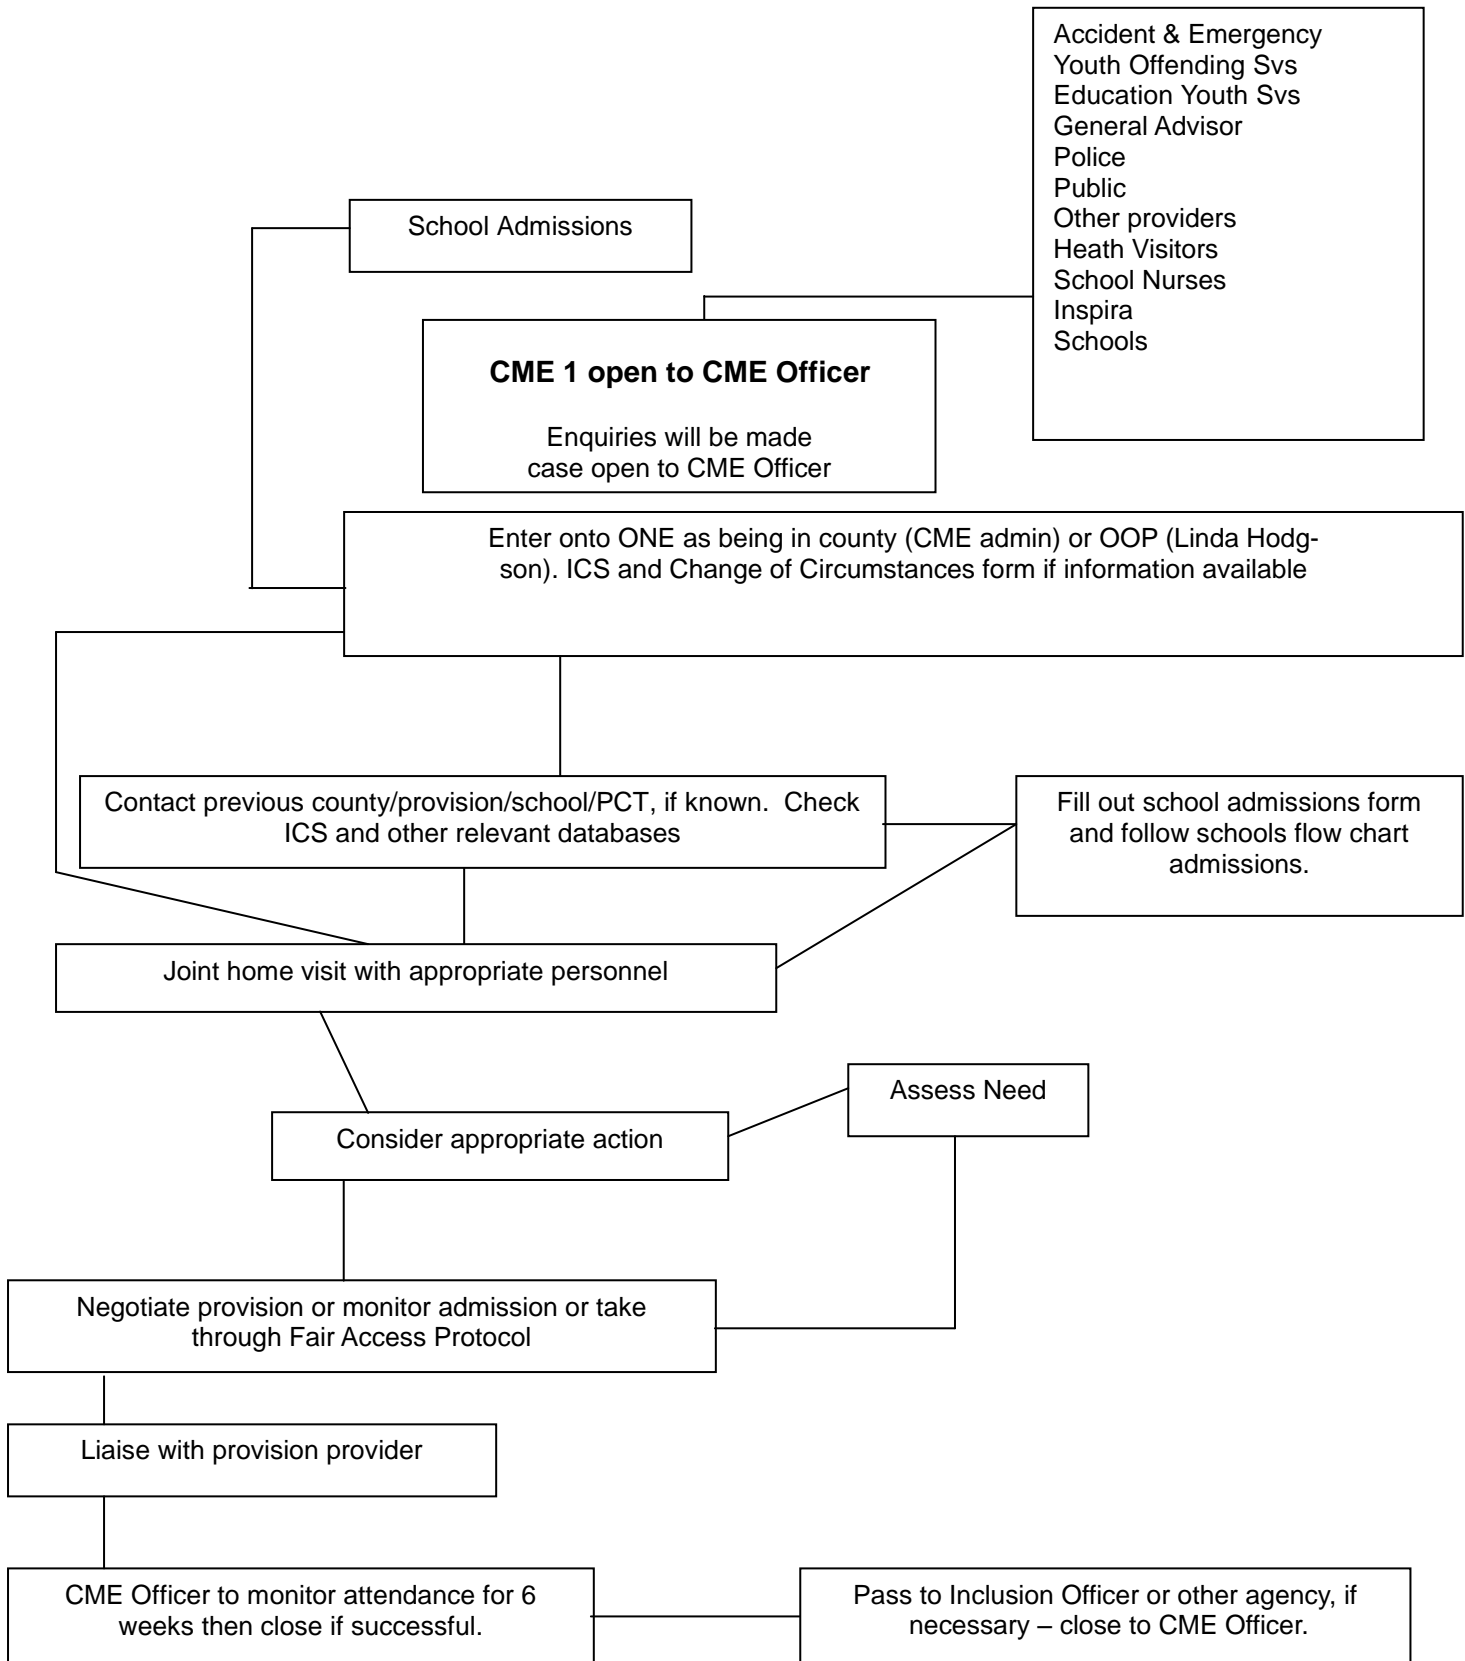 Accident & Emergency
Youth Offending Svs
Education Youth Svs
General Advisor
Police
Public
Other providers
Heath Visitors
School Nurses
Inspira
Schools
School Admissions
CME 1 open to CME Officer
Enquiries will be made
case open to CME Officer
Enter onto ONE as being in county (CME admin) or OOP (Linda Hodg-
son). ICS and Change of Circumstances form if information available
Contact previous county/provision/school/PCT, if known.  Check
ICS and other relevant databases
Fill out school admissions form
and follow schools flow chart
admissions.
Joint home visit with appropriate personnel
Assess Need
Consider appropriate action
Negotiate provision or monitor admission or take
through Fair Access Protocol
Liaise with provision provider
CME Officer to monitor attendance for 6
weeks then close if successful.
Pass to Inclusion Officer or other agency, if
necessary – close to CME Officer.